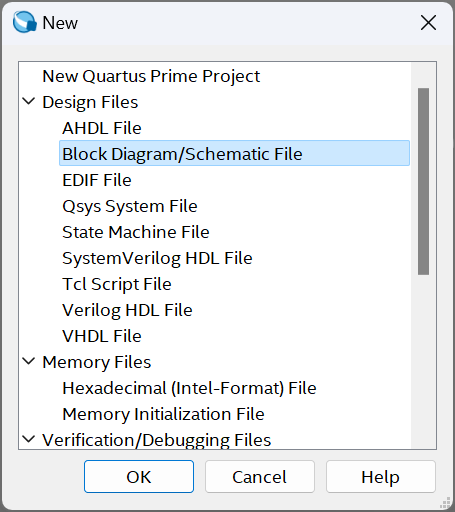 New
New Quartus Prime Project
Design Files
AHDL File
Block Diagram/Schematic File
EDIF File
Qsys System File
State Machine File
SystemVerilog HDL File
Tcl Script File
Verilog HDL File
VHDL File
Memory Files
Hexadecimal (Intel-Format) File
Memory Initialization File
Verification/Debugging Files
OK Cancel Help